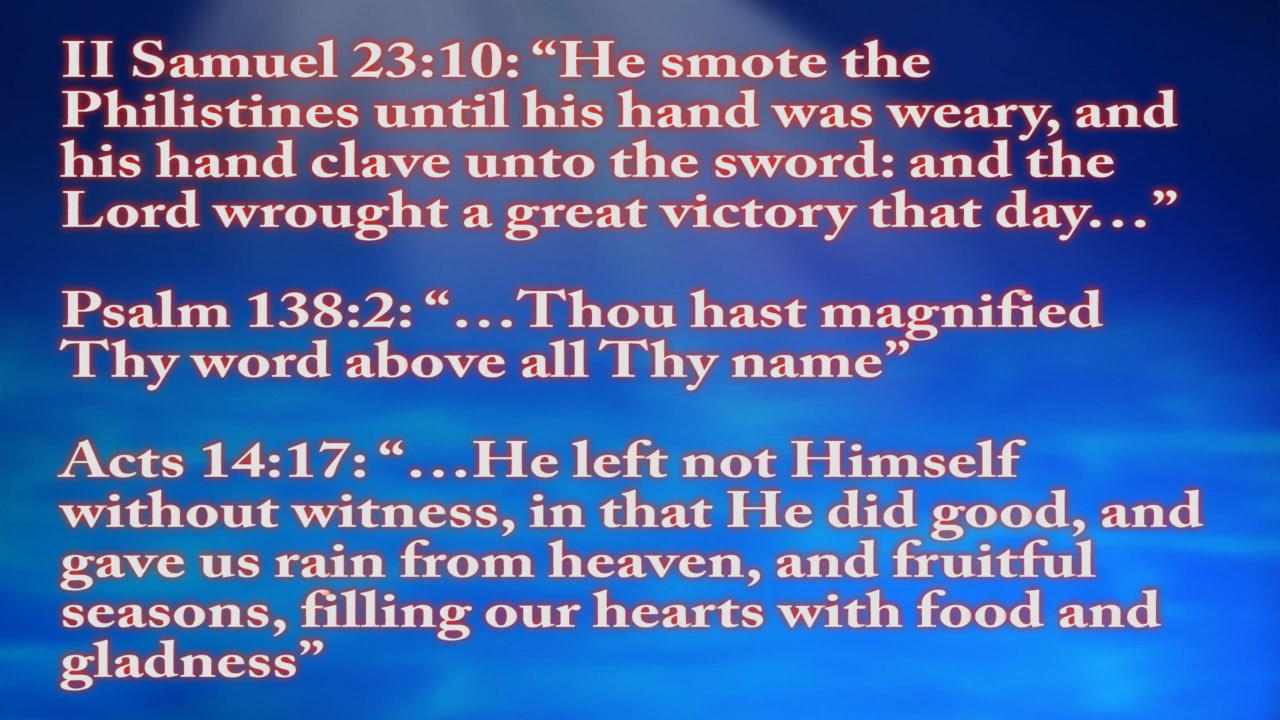 II Samuel 23:10: “He smote the
Philistines until his hand was weary, and
his hand clave unto the sword: and the
Lord wrought a great victory that day…”
Psalm 138:2: “…Thou hast magnified
Thy word above all Thy name”
Acts 14:17: “…He left not Himself
without witness, in that He did good, and
gave us rain from heaven, and fruitful
seasons, filling our hearts with food and
gladness”